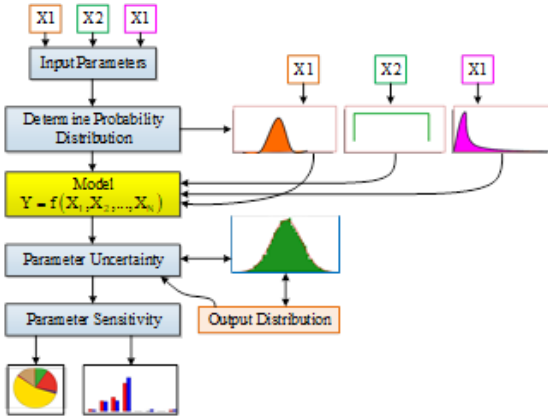 X1 X2 X1
Input Parameters
X1 X2 X1
Determine Probability
Distribution
Model
Y = f(X₁,X₂,...,X_N)
Parameter Uncertainty
Parameter Sensitivity
Output Distribution